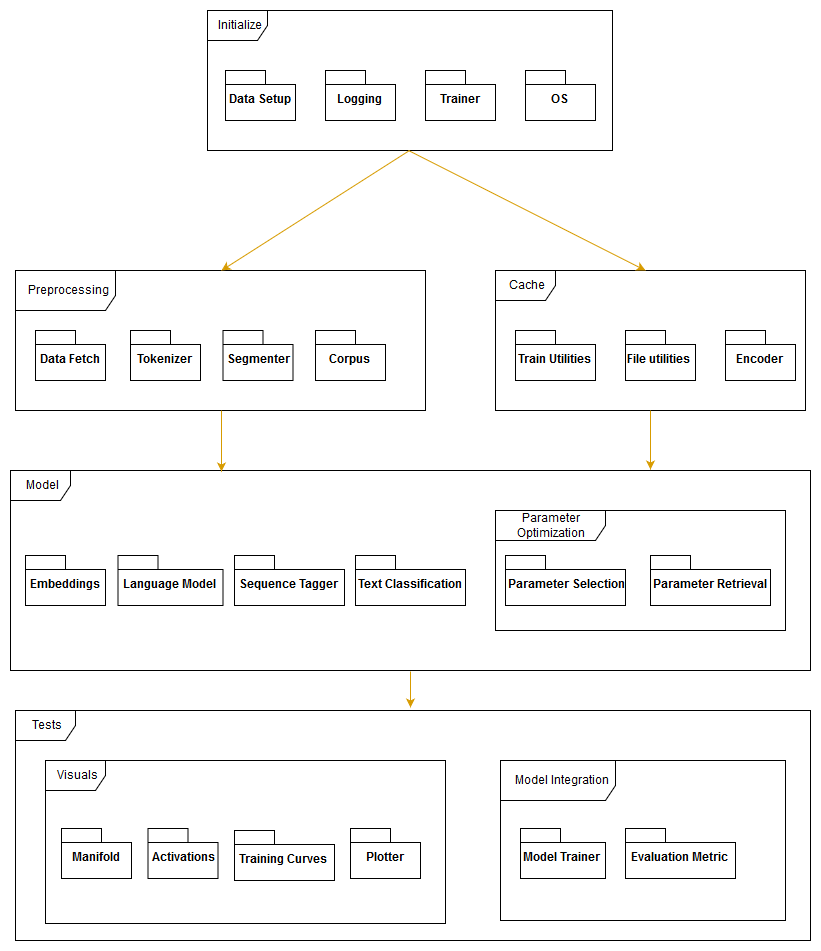 Initialize
Data Setup
Logging
Trainer
OS
Preprocessing
Data Fetch
Tokenizer
Segmenter
Corpus
Cache
Train Utilities
File utilities
Encoder
Model
Embeddings
Language Model
Sequence Tagger
Text Classification
Parameter
Optimization
Parameter Selection
Parameter Retrieval
Tests
Visuals
Manifold
Activations
Training Curves
Plotter
Model Integration
Model Trainer
Evaluation Metric